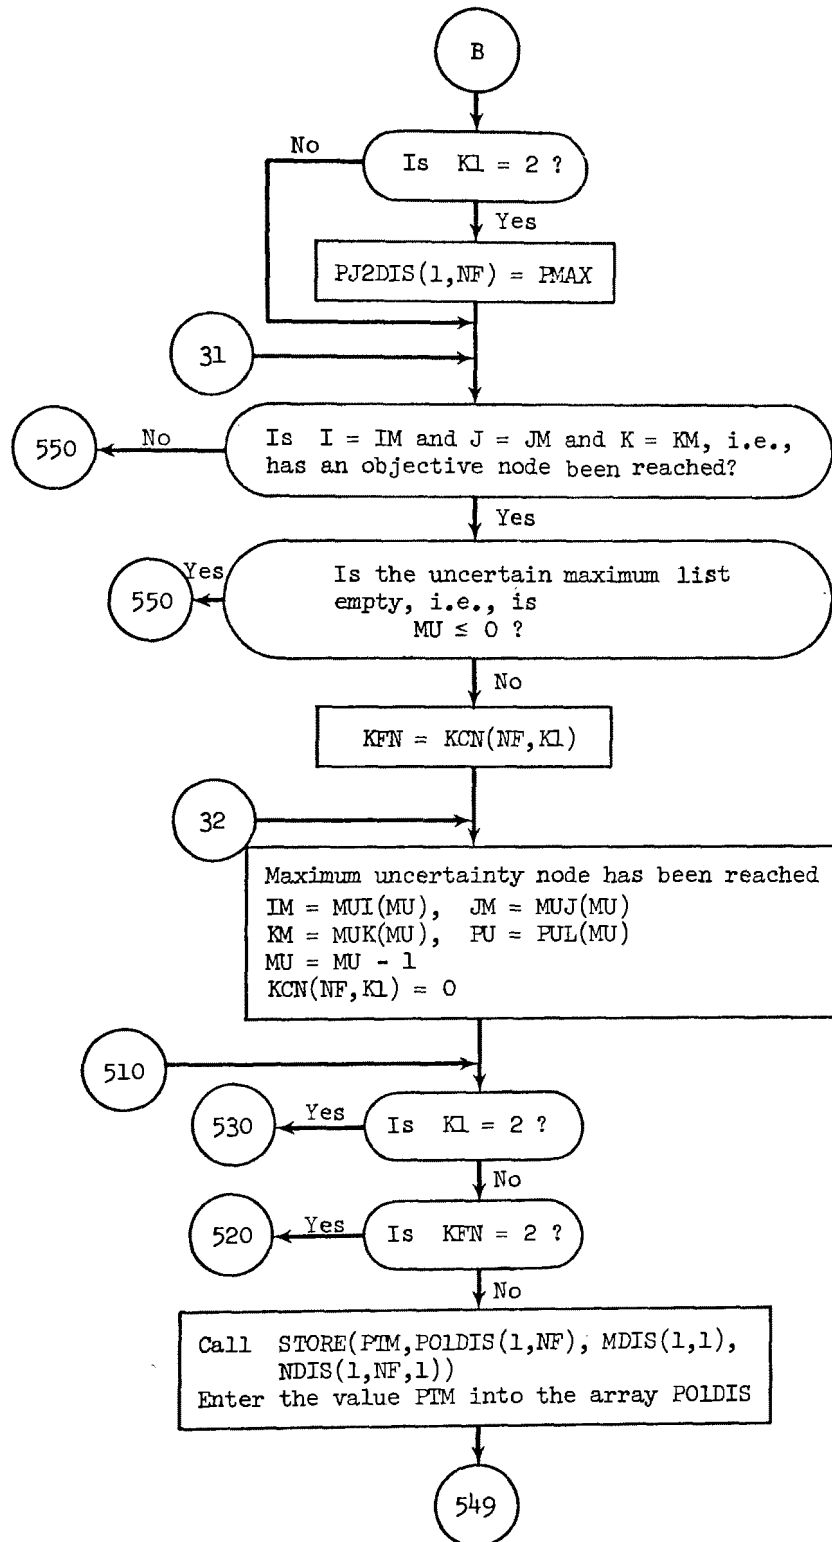 B
No
Is K1 = 2 ?
Yes
PJ2DIS(1,NF) = PMAX
31
550
No
Is I = IM and J = JM and K = KM, i.e.,
has an objective node been reached?
Yes
550
Yes
Is the uncertain maximum list
empty, i.e., is
MU ≤ 0 ?
No
KFN = KCN(NF,K1)
32
Maximum uncertainty node has been reached
IM = MUI(MU), JM = MUJ(MU)
KM = MUK(MU), PU = PUL(MU)
MU = MU - 1
KCN(NF,K1) = 0
510
530
Yes
Is K1 = 2 ?
No
520
Yes
Is KFN = 2 ?
No
Call STORE(PTM,PO1DIS(1,NF), MDIS(1,1),
NDIS(1,NF,1))
Enter the value PTM into the array PO1DIS
549